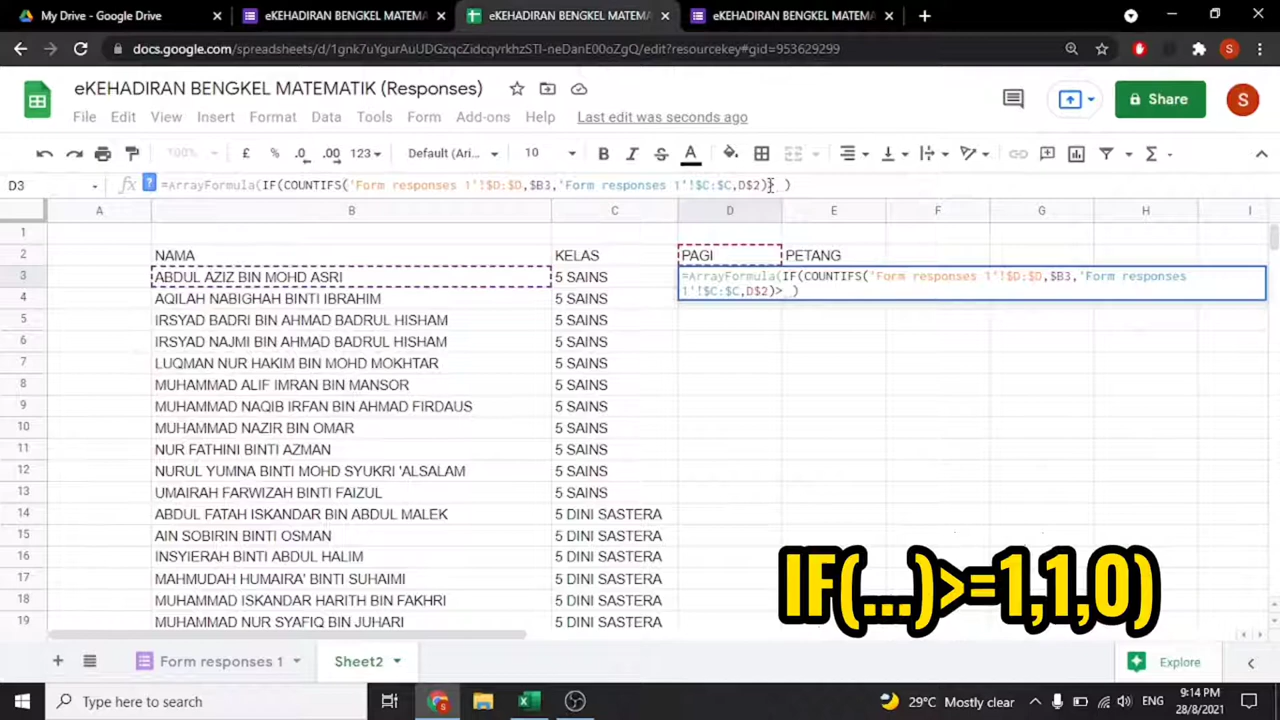 My Drive - Google Drive
eKEHADIRAN BENGKEL MATEMA
eKEHADIRAN BENGKEL MATEMA
eKEHADIRAN BENGKEL MATEMA
docs.google.com/spreadsheets/d/1gnk7uYgurAuUDGzqcZidcqvrkhzSTI-neDanE00oZgQ/edit?resourcekey#gid=953629299
S
eKEHADIRAN BENGKEL MATEMATIK (Responses)
Share
S
File Edit View Insert Format Data Tools Form Add-ons Help Last edit was seconds ago
100% £ % .0 .00 123 Default (Ari... 10 B I S A
D3 fx ? =ArrayFormula(IF(COUNTIFS('Form responses 1'!$D:$D,$B3,'Form responses 1'!$C:$C,D$2)> )
A B C D E F G H I
1
2 NAMA KELAS PAGI PETANG
3 ABDUL AZIZ BIN MOHD ASRI 5 SAINS =ArrayFormula(IF(COUNTIFS('Form responses 1'!$D:$D,$B3,'Form responses
1'!$C:$C,D$2)> )
4 AQILAH NABIGHAH BINTI IBRAHIM 5 SAINS
5 IRSYAD BADRI BIN AHMAD BADRUL HISHAM 5 SAINS
6 IRSYAD NAJMI BIN AHMAD BADRUL HISHAM 5 SAINS
7 LUQMAN NUR HAKIM BIN MOHD MOKHTAR 5 SAINS
8 MUHAMMAD ALIF IMRAN BIN MANSOR 5 SAINS
9 MUHAMMAD NAQIB IRFAN BIN AHMAD FIRDAUS 5 SAINS
10 MUHAMMAD NAZIR BIN OMAR 5 SAINS
11 NUR FATHINI BINTI AZMAN 5 SAINS
12 NURUL YUMNA BINTI MOHD SYUKRI 'ALSALAM 5 SAINS
13 UMAIRAH FARWIZAH BINTI FAIZUL 5 SAINS
14 ABDUL FATAH ISKANDAR BIN ABDUL MALEK 5 DINI SASTERA
15 AIN SOBIRIN BINTI OSMAN 5 DINI SASTERA
16 INSYIERAH BINTI ABDUL HALIM 5 DINI SASTERA
17 MAHMUDAH HUMAIRA' BINTI SUHAIMI 5 DINI SASTERA
18 MUHAMMAD ISKANDAR HARITH BIN FAKHRI 5 DINI SASTERA
19 MUHAMMAD NUR SYAFIQ BIN JUHARI 5 DINI SASTERA
IF(...)>=1,1,0)
Form responses 1 Sheet2 Explore
Type here to search
29°C Mostly clear ENG
9:14 PM
28/8/2021